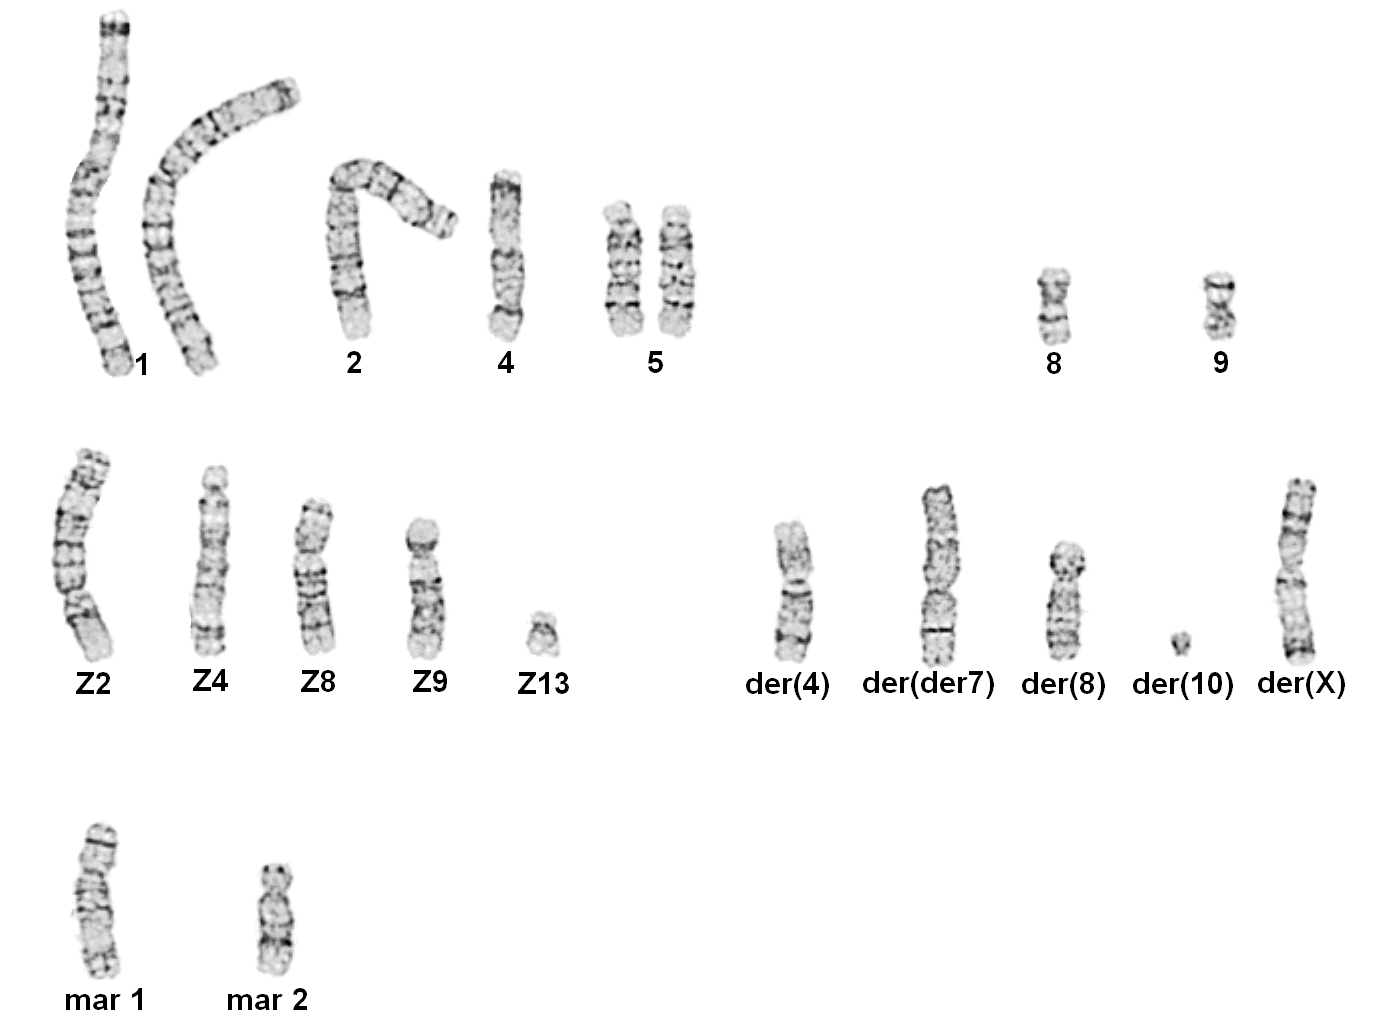 1 2 4 5 8 9
Z2 Z4 Z8 Z9 Z13 der(4) der(der7) der(8) der(10) der(X)
mar 1 mar 2